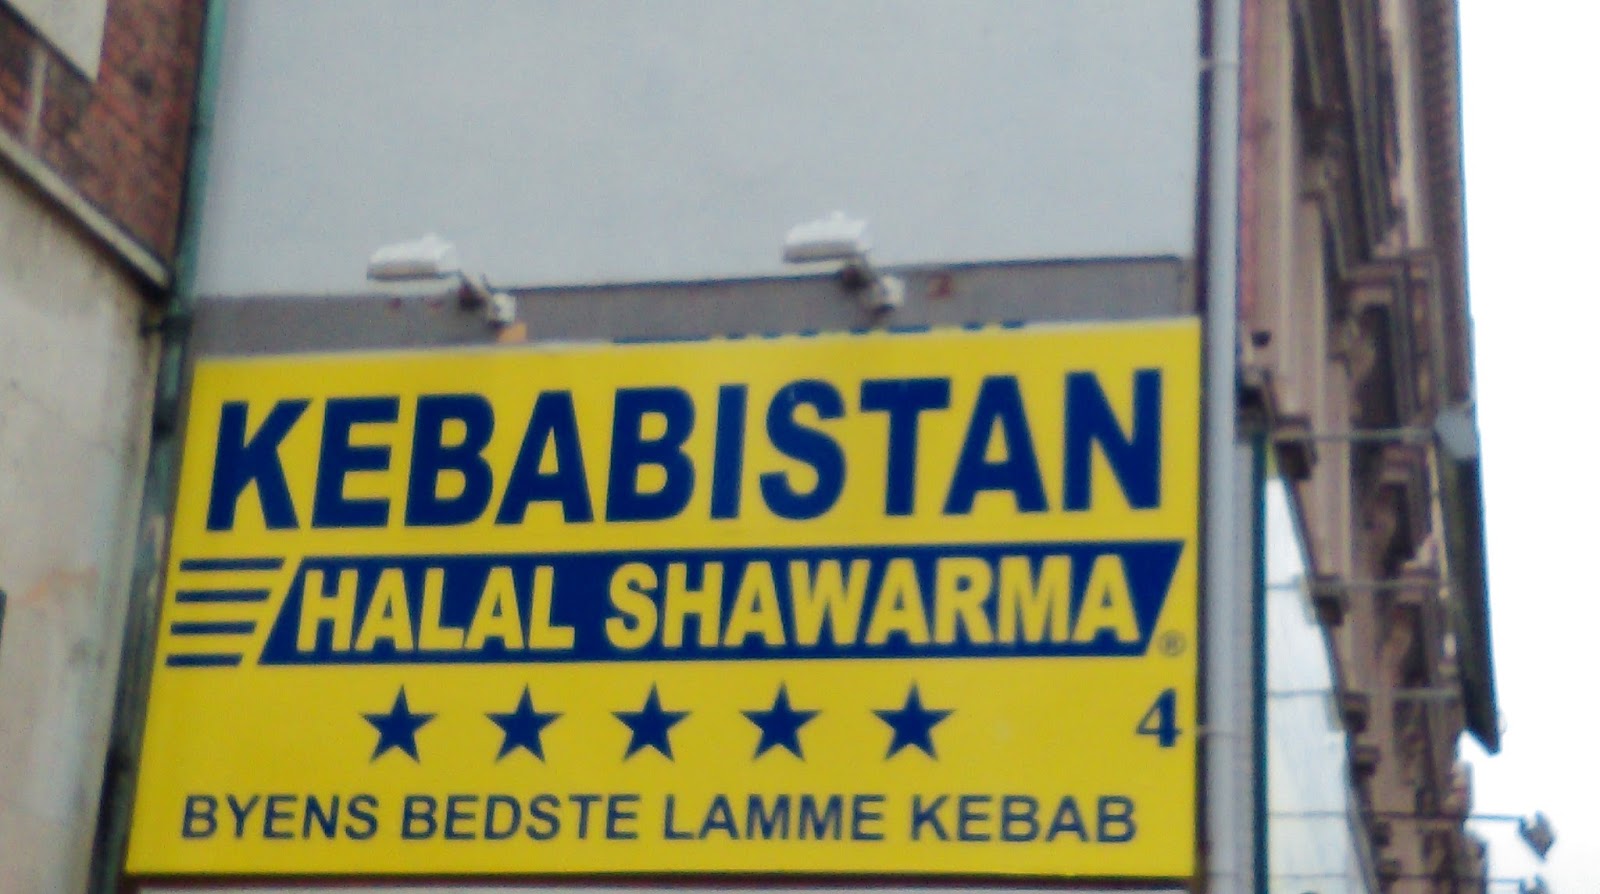 KEBABISTAN
HALAL SHAWARMA ®
4
BYENS BEDSTE LAMME KEBAB